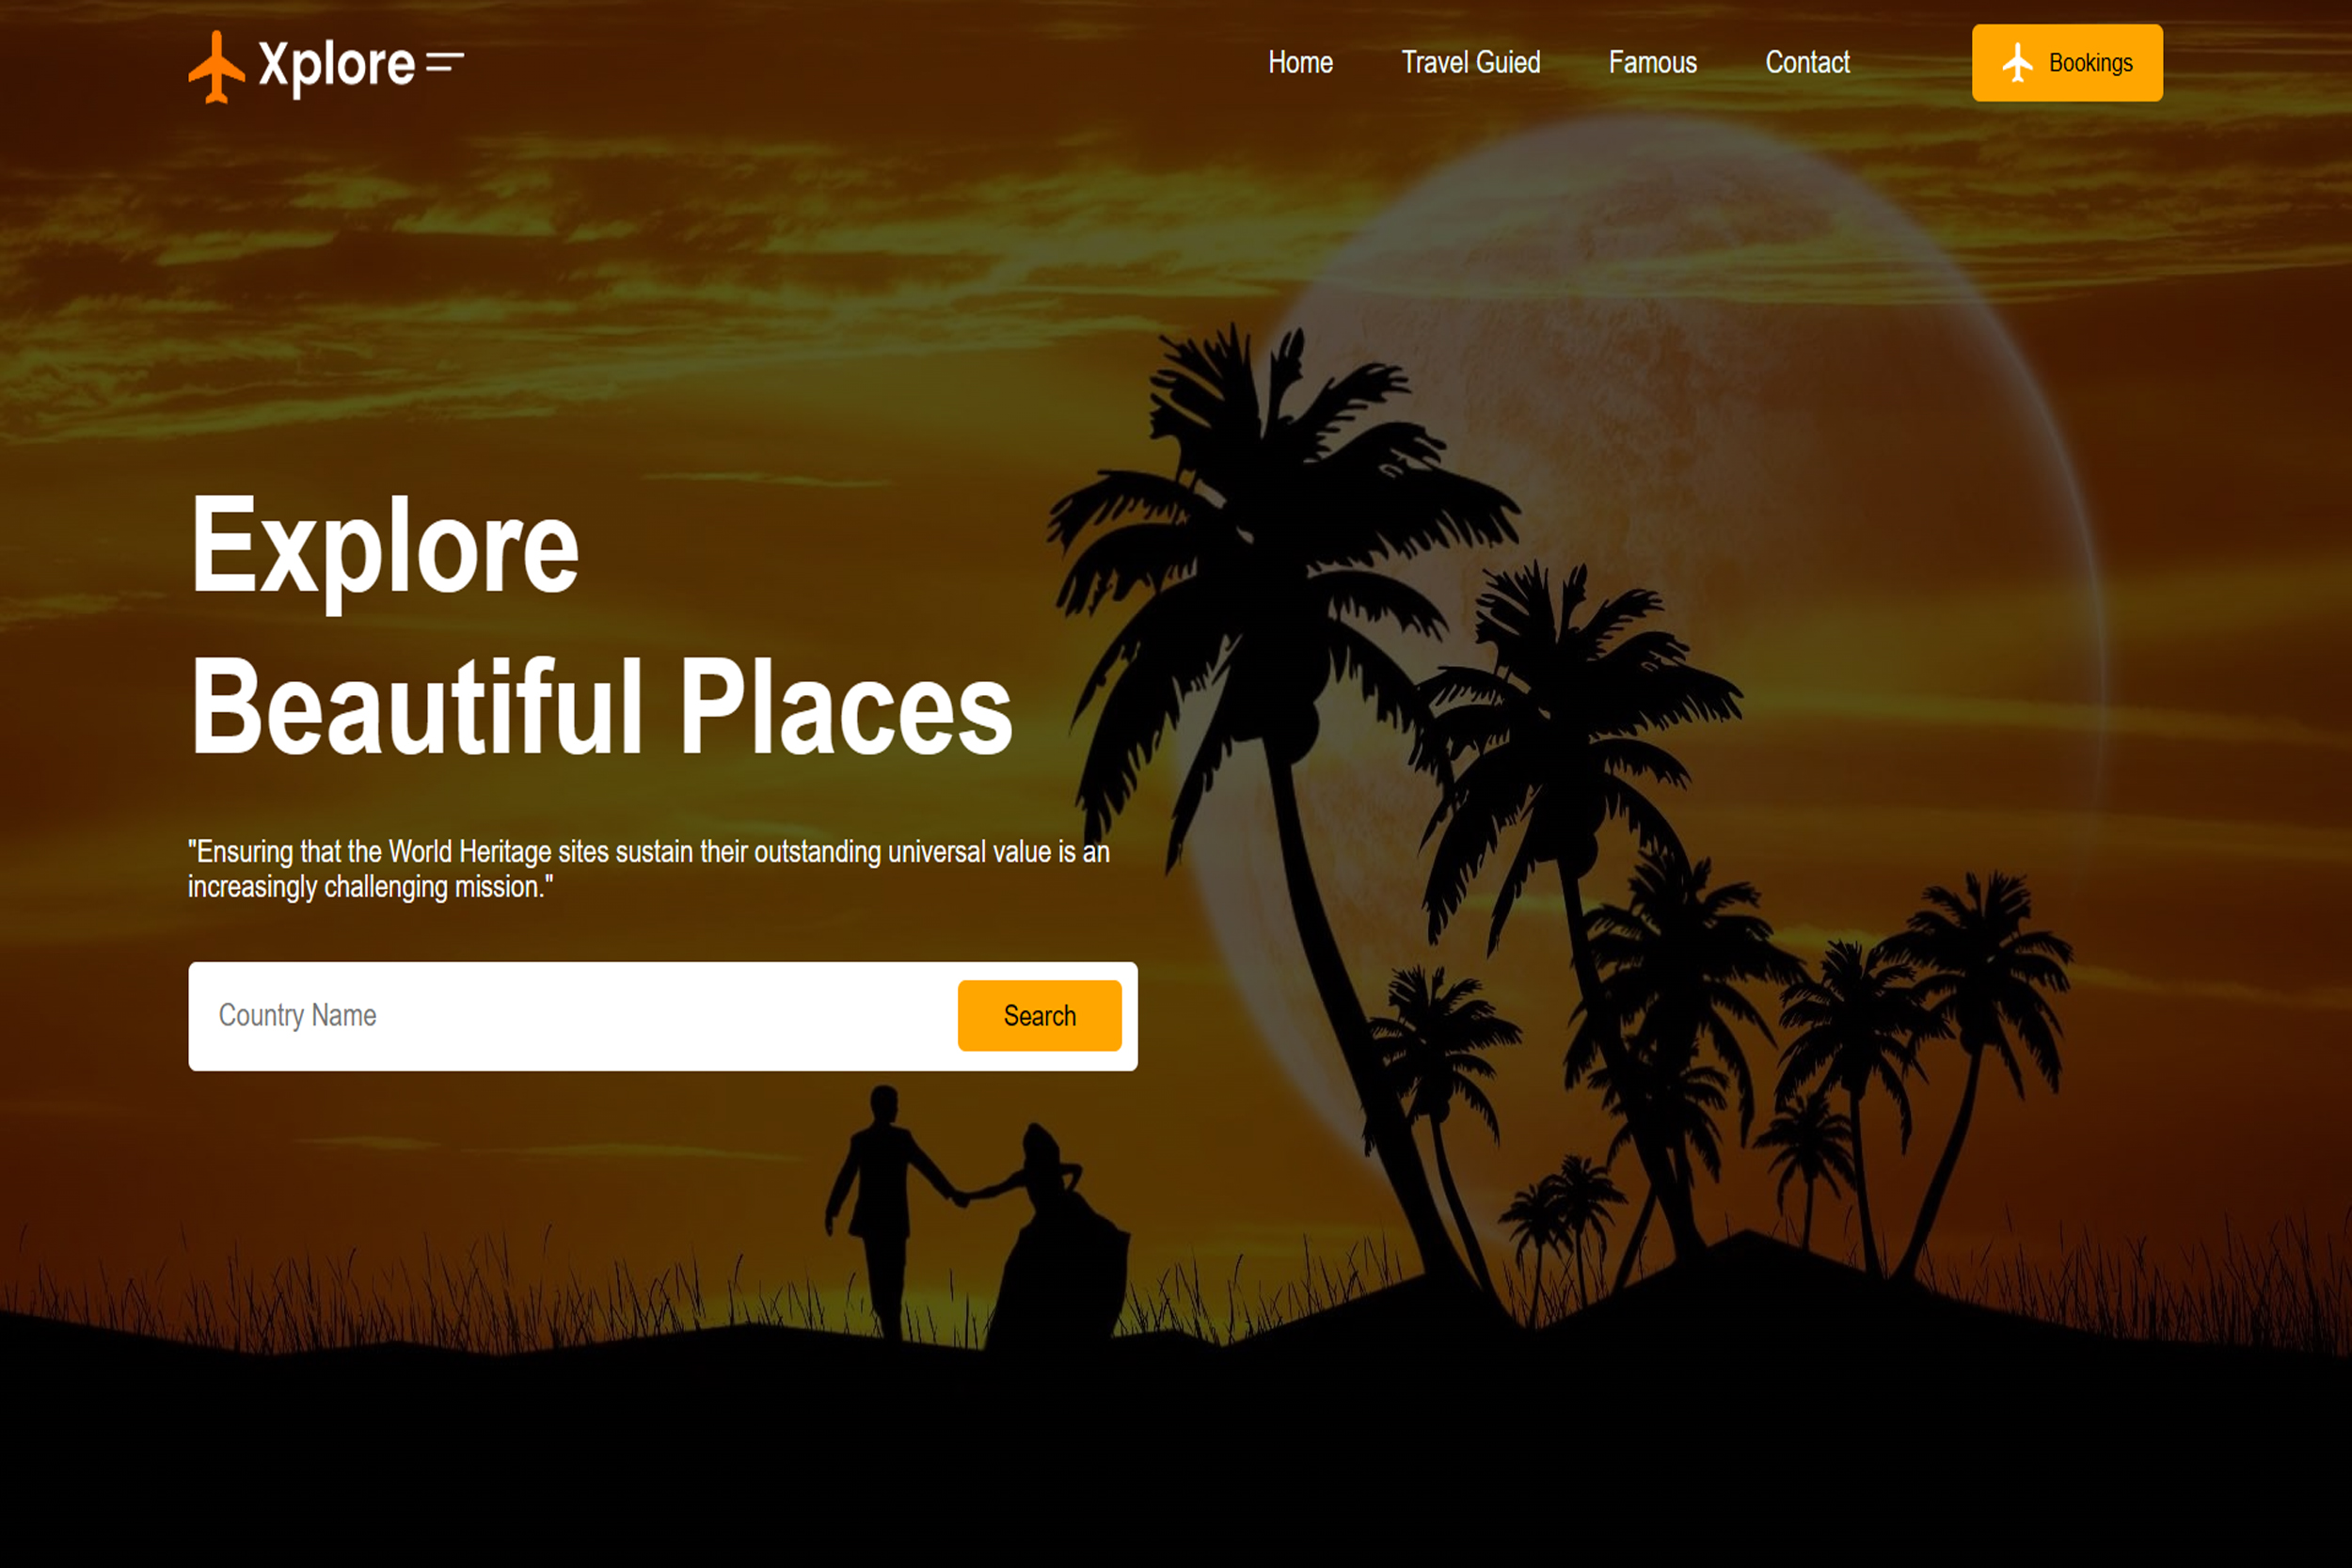 Xplore
Home
Travel Guied
Famous
Contact
Bookings
Explore
Beautiful Places
"Ensuring that the World Heritage sites sustain their outstanding universal value is an
increasingly challenging mission."
Country Name
Search